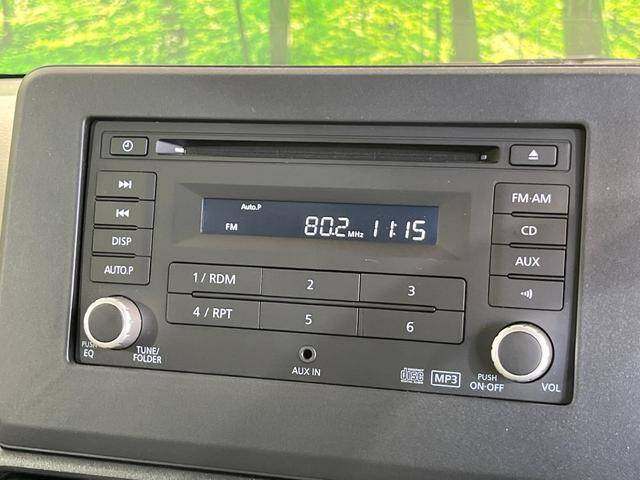 FM·AM
DISP
CD
AUTO.P
AUX
Auto.P
FM 80.2 MHz 11:15
1 / RDM 2 3
4 / RPT 5 6
PUSH
EQ
TUNE/
FOLDER
AUX IN
disc
MP3
PUSH
ON·OFF
VOL